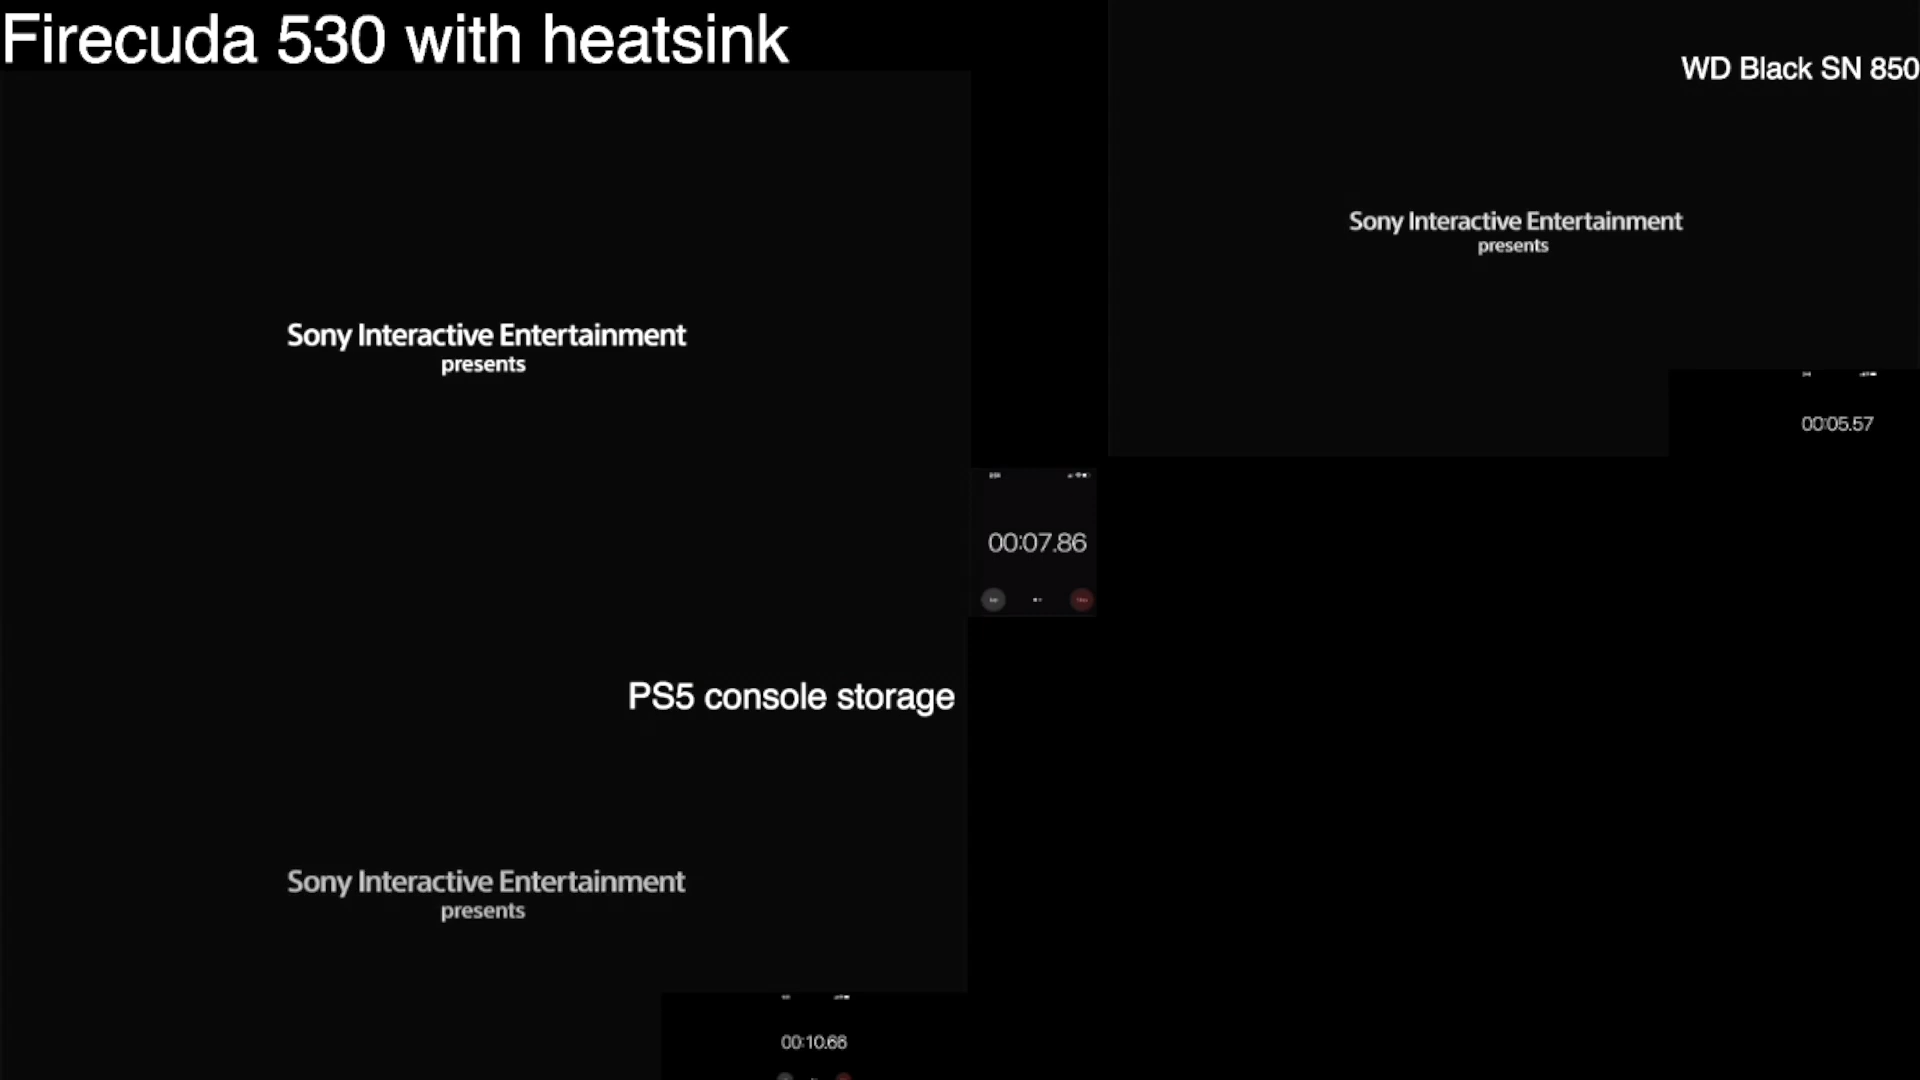 Firecuda 530 with heatsink
WD Black SN 850
Sony Interactive Entertainment
presents
Sony Interactive Entertainment
presents
00:05.57
00:07.86
PS5 console storage
Sony Interactive Entertainment
presents
00:10.66